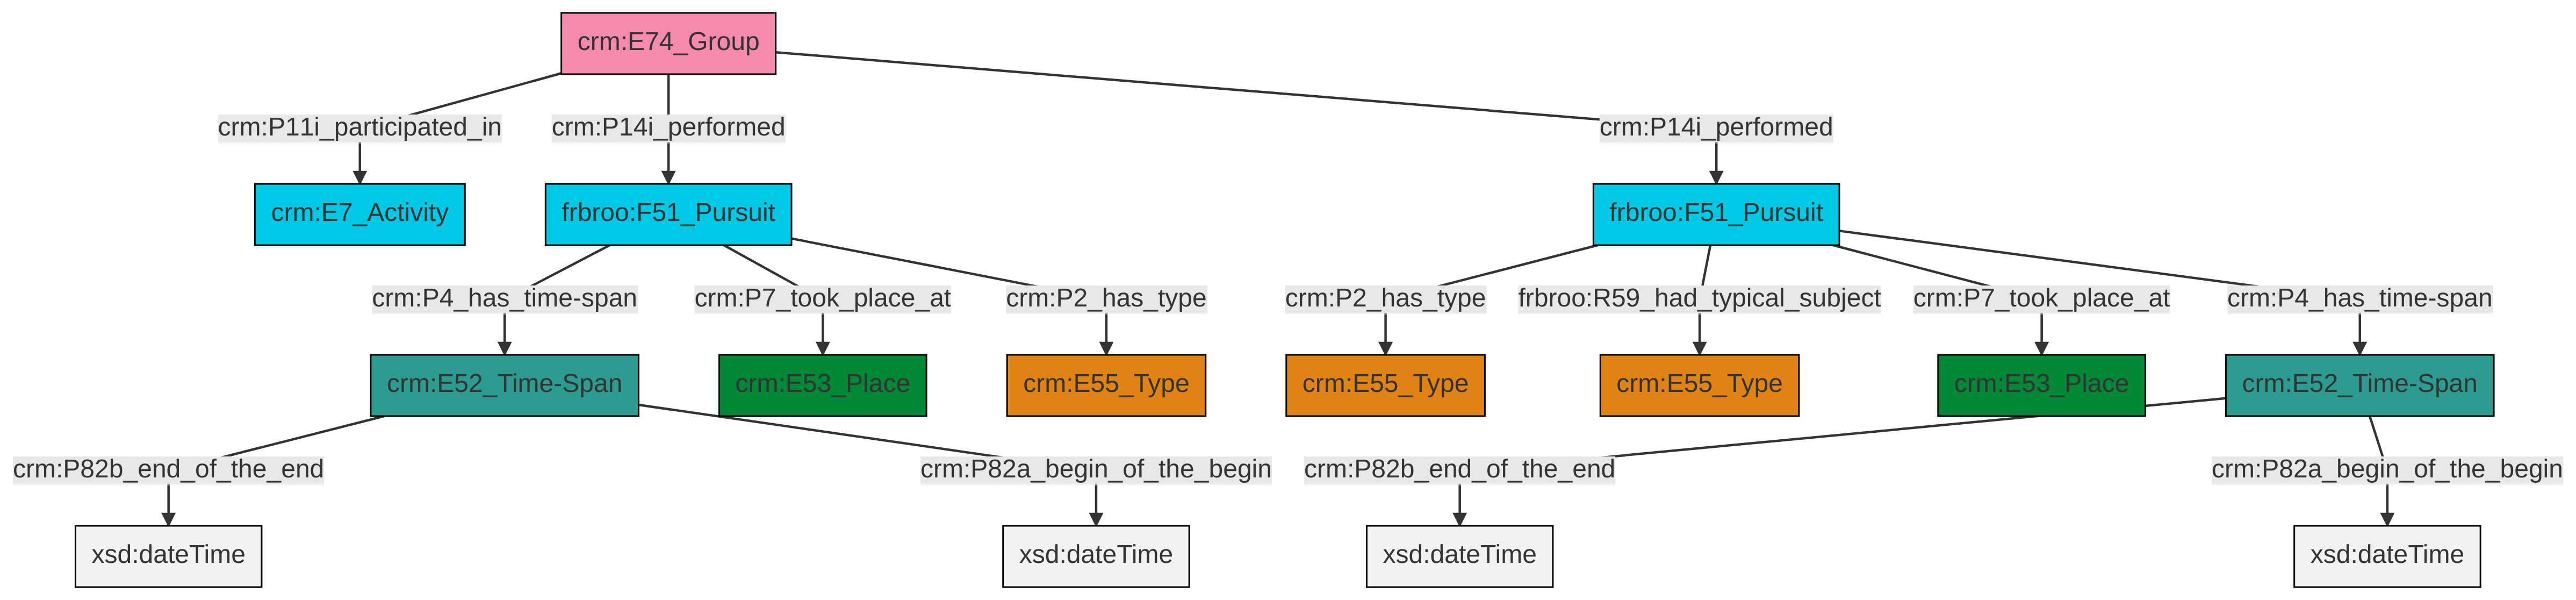 crm:E74_Group
crm:P11i_participated_in
crm:P14i_performed
crm:P14i_performed
crm:E7_Activity
frbroo:F51_Pursuit
frbroo:F51_Pursuit
crm:P4_has_time-span
crm:P7_took_place_at
crm:P2_has_type
crm:P2_has_type
frbroo:R59_had_typical_subject
crm:P7_took_place_at
crm:P4_has_time-span
crm:E52_Time-Span
crm:E53_Place
crm:E55_Type
crm:E55_Type
crm:E55_Type
crm:E53_Place
crm:E52_Time-Span
crm:P82b_end_of_the_end
crm:P82a_begin_of_the_begin
crm:P82b_end_of_the_end
crm:P82a_begin_of_the_begin
xsd:dateTime
xsd:dateTime
xsd:dateTime
xsd:dateTime